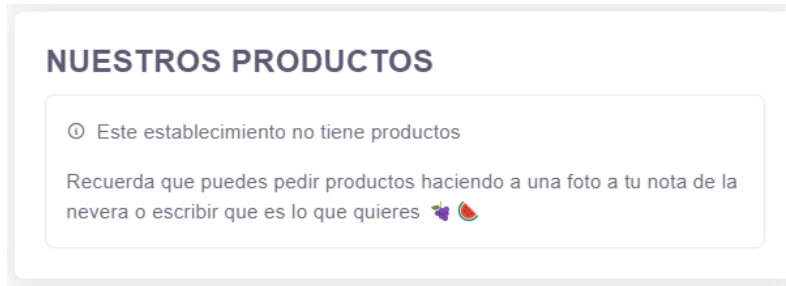 NUESTROS PRODUCTOS
Este establecimiento no tiene productos
Recuerda que puedes pedir productos haciendo a una foto a tu nota de la
nevera o escribir que es lo que quieres 🍇 🍉